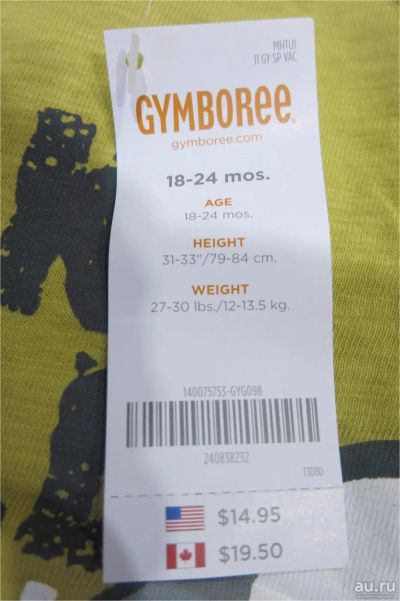 MHTU1
11 GY SP VAC
GYMBOREE
gymboree.com
18-24 mos.
AGE
18-24 mos.
HEIGHT
31-33"/79-84 cm.
WEIGHT
27-30 lbs./12-13.5 kg.
140075753-GYG098
240838232
T3DBD
$14.95
$19.50
au.ru